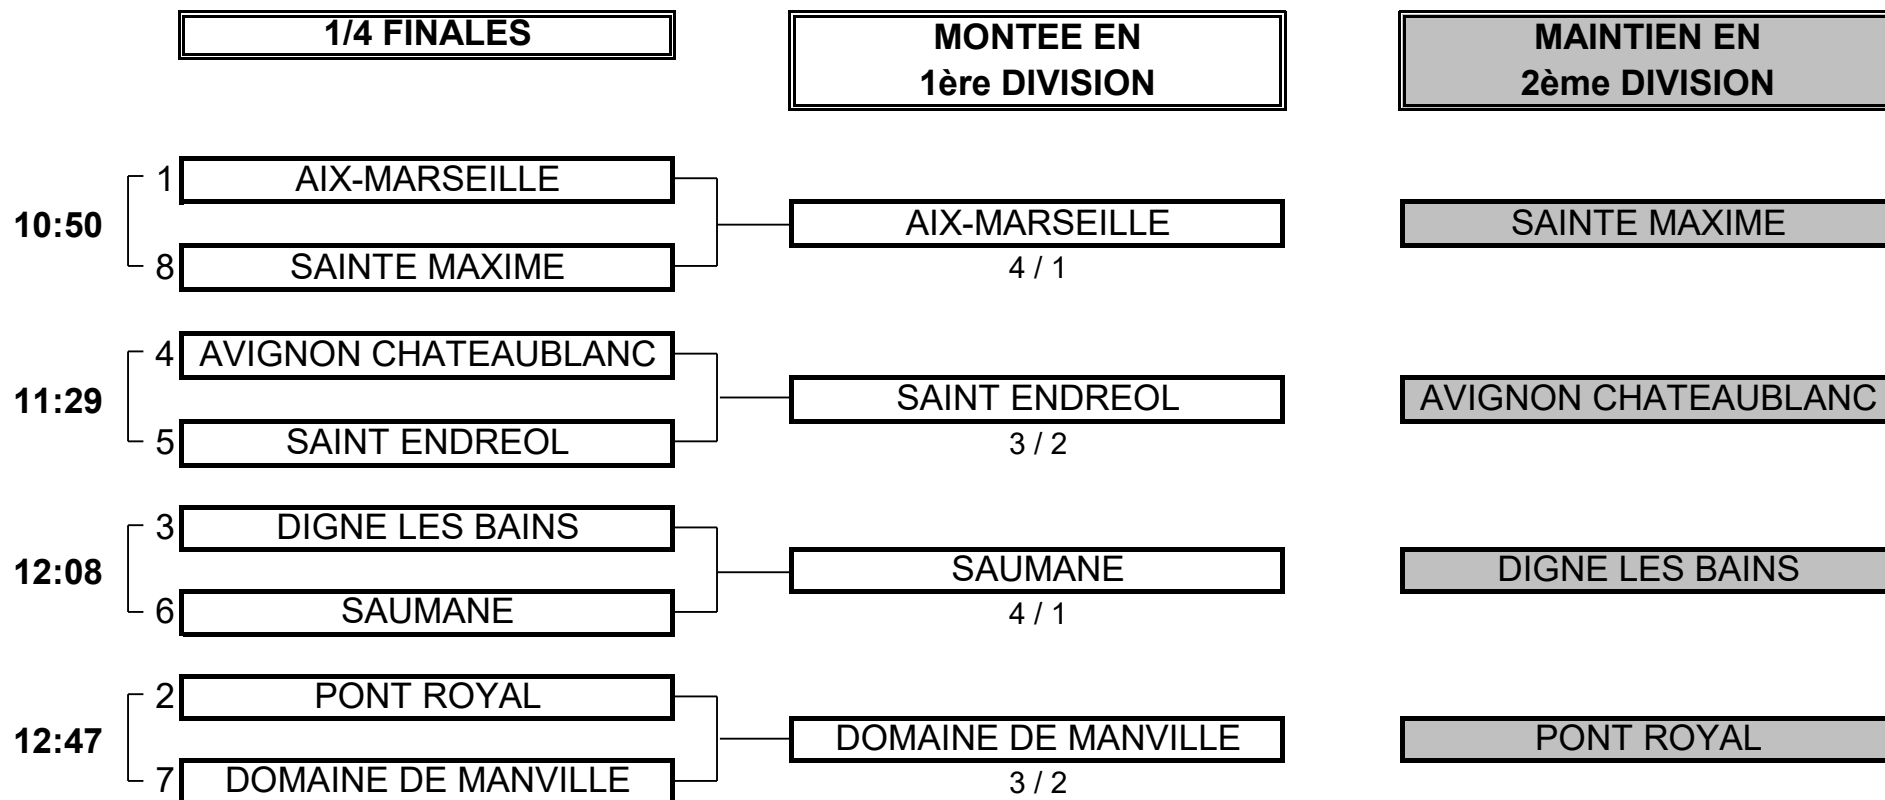 1/4 FINALES
MONTEE EN
1ère DIVISION
MAINTIEN EN
2ème DIVISION
1 AIX-MARSEILLE
10:50
AIX-MARSEILLE
SAINTE MAXIME
8 SAINTE MAXIME
4 / 1
4 AVIGNON CHATEAUBLANC
11:29
SAINT ENDREOL
AVIGNON CHATEAUBLANC
5 SAINT ENDREOL
3 / 2
3 DIGNE LES BAINS
12:08
SAUMANE
DIGNE LES BAINS
6 SAUMANE
4 / 1
2 PONT ROYAL
12:47
DOMAINE DE MANVILLE
PONT ROYAL
7 DOMAINE DE MANVILLE
3 / 2